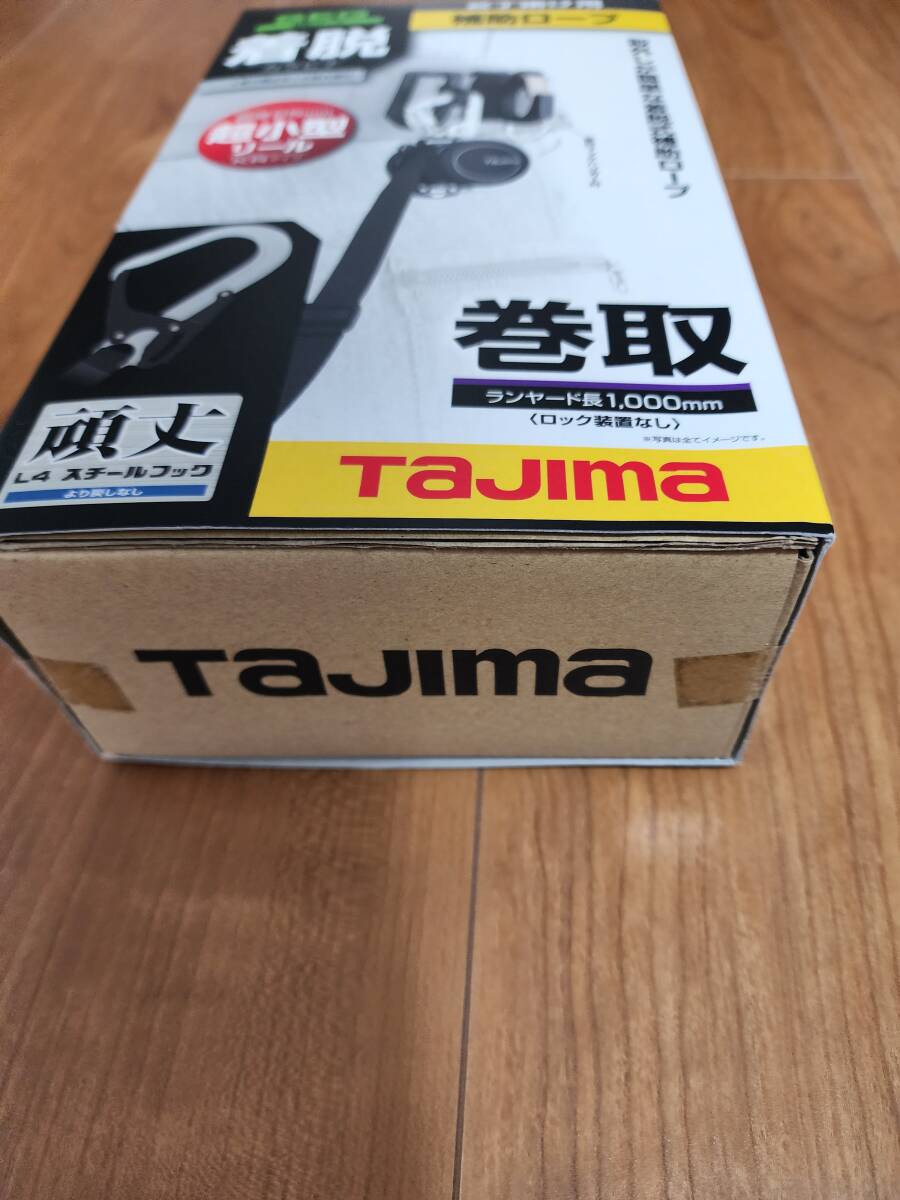 補助ロープ
着脱
超小型
リール
巻取
ランヤード長1,000mm
〈ロック装置なし〉
※写真は全てイメージです。
頑丈
L4 スチールフック
より戻しなし
TaJIma
TaJIma